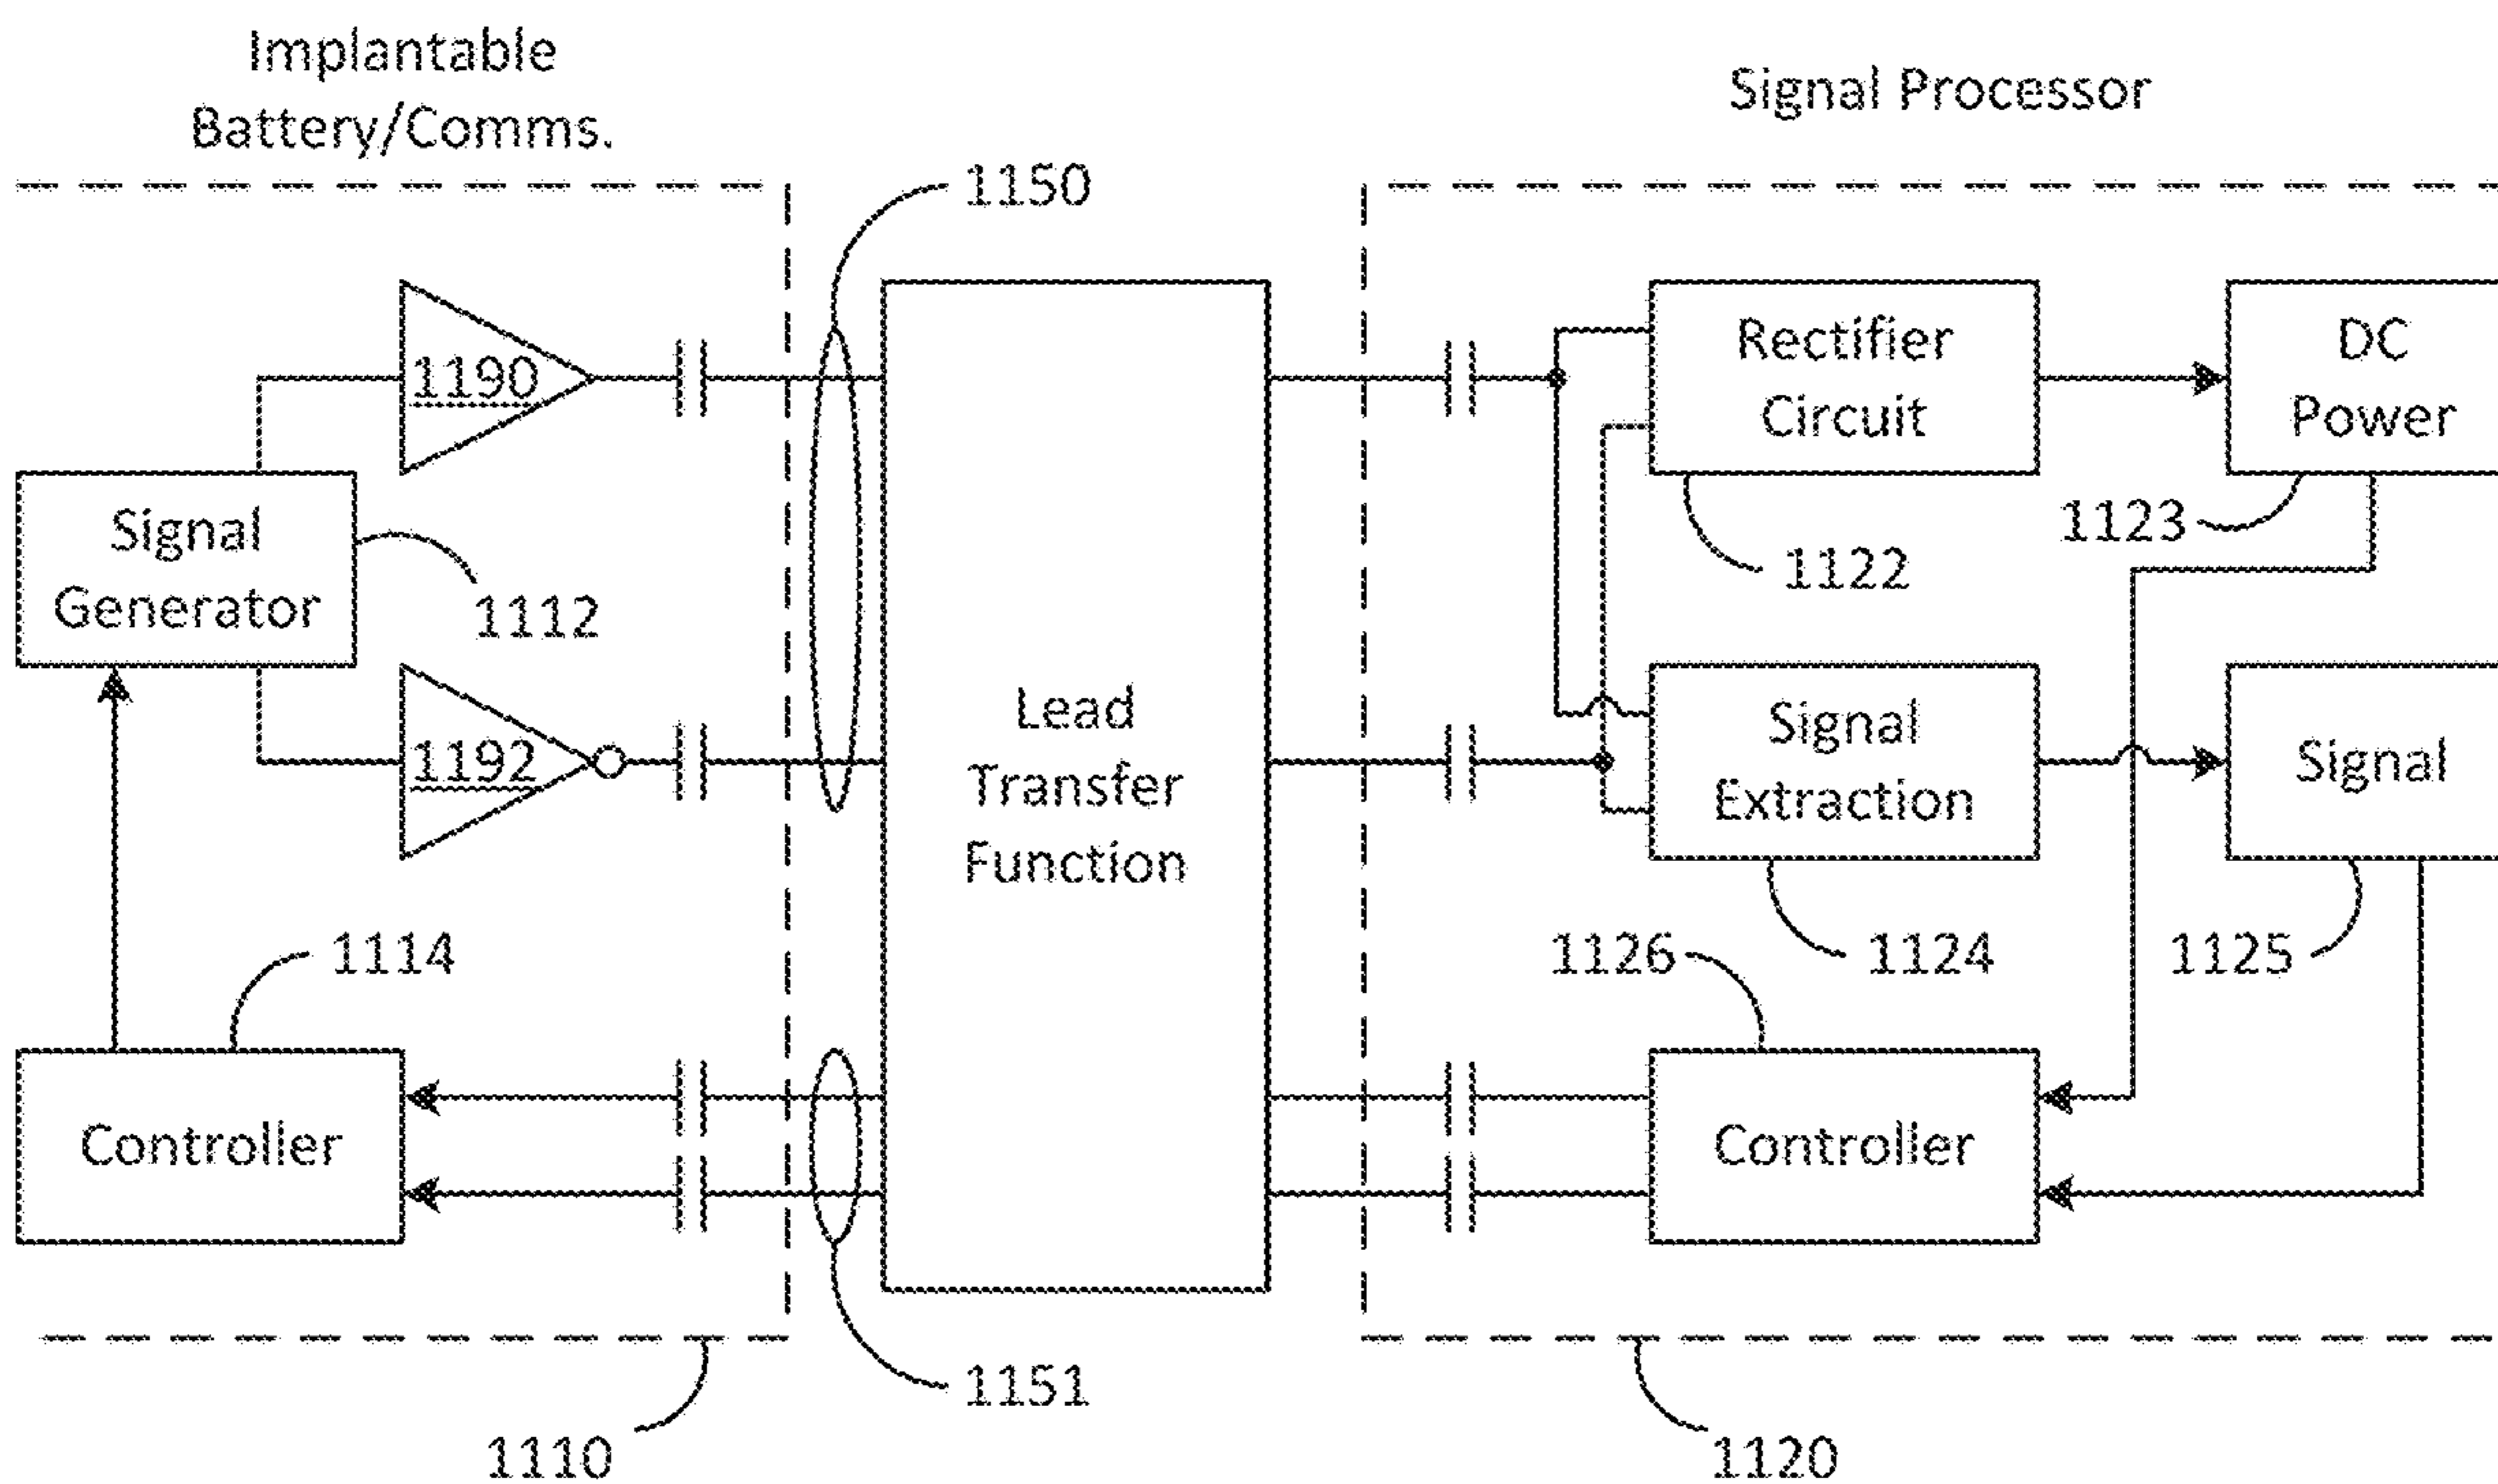 Implantable
Battery/Comms.
Signal Processor
1150
1190
Rectifier
Circuit
DC
Power
Signal
Generator
1112
1123
1122
1192
Lead
Transfer
Function
Signal
Extraction
Signal
1114
1126
1124
1125
Controller
Controller
1151
1110
1120